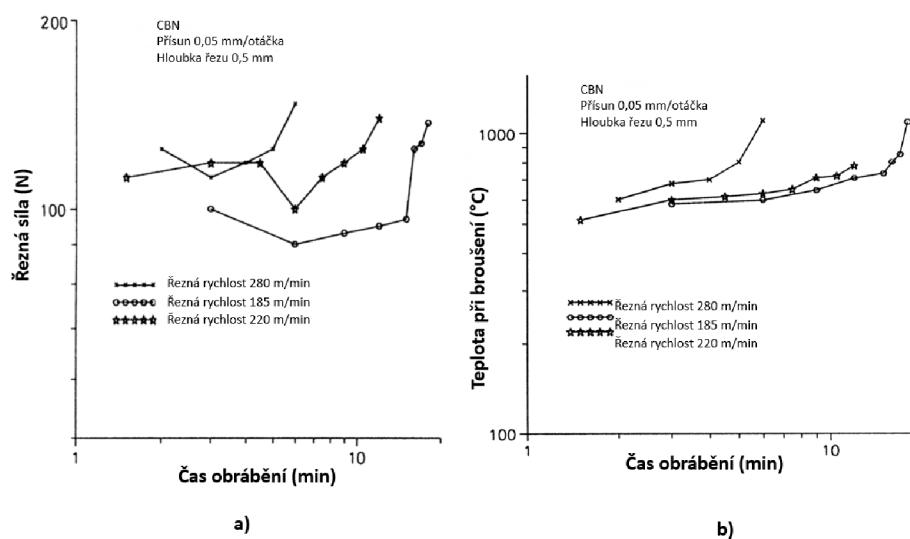 200
CBN
Přísun 0,05 mm/otáčka
Hloubka řezu 0,5 mm
100
Řezná síla (N)
Řezná rychlost 280 m/min
Řezná rychlost 185 m/min
Řezná rychlost 220 m/min
1
10
Čas obrábění (min)
a)
CBN
Přísun 0,05 mm/otáčka
Hloubka řezu 0,5 mm
1000
Teplota při broušení (°C)
Řezná rychlost 280 m/min
Řezná rychlost 185 m/min
Řezná rychlost 220 m/min
100
1
10
Čas obrábění (min)
b)